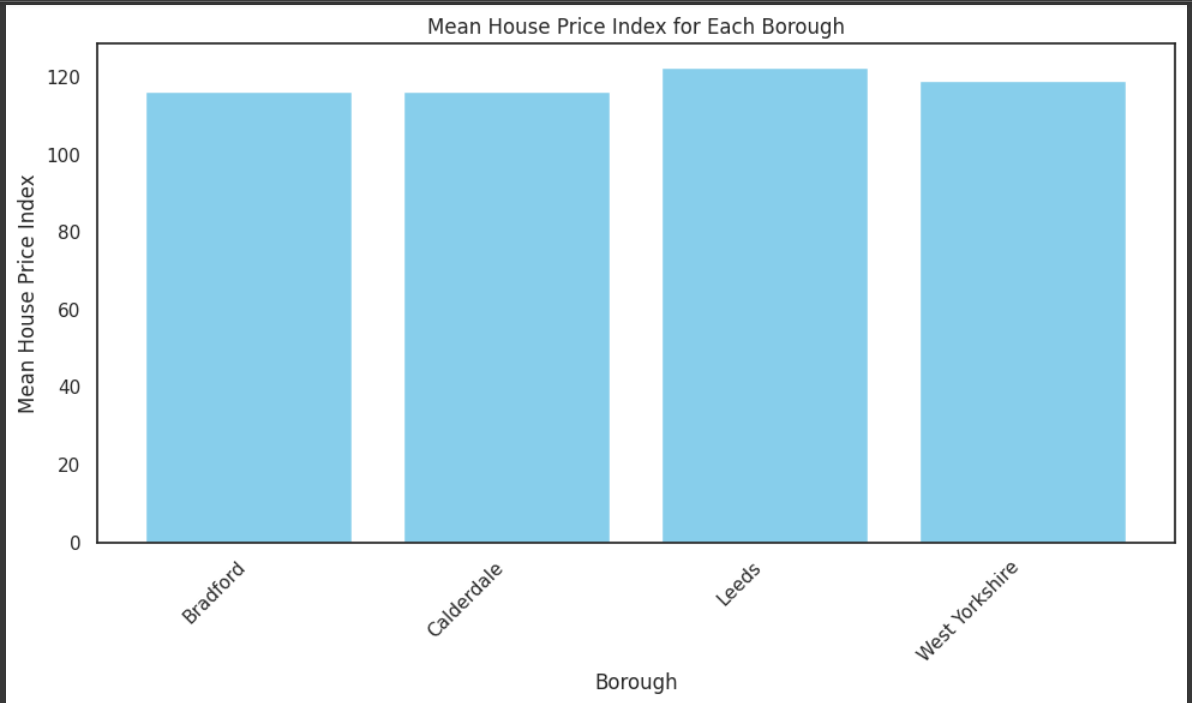 Mean House Price Index for Each Borough
Mean House Price Index
120
100
80
60
40
20
0
Bradford
Calderdale
Leeds
West Yorkshire
Borough